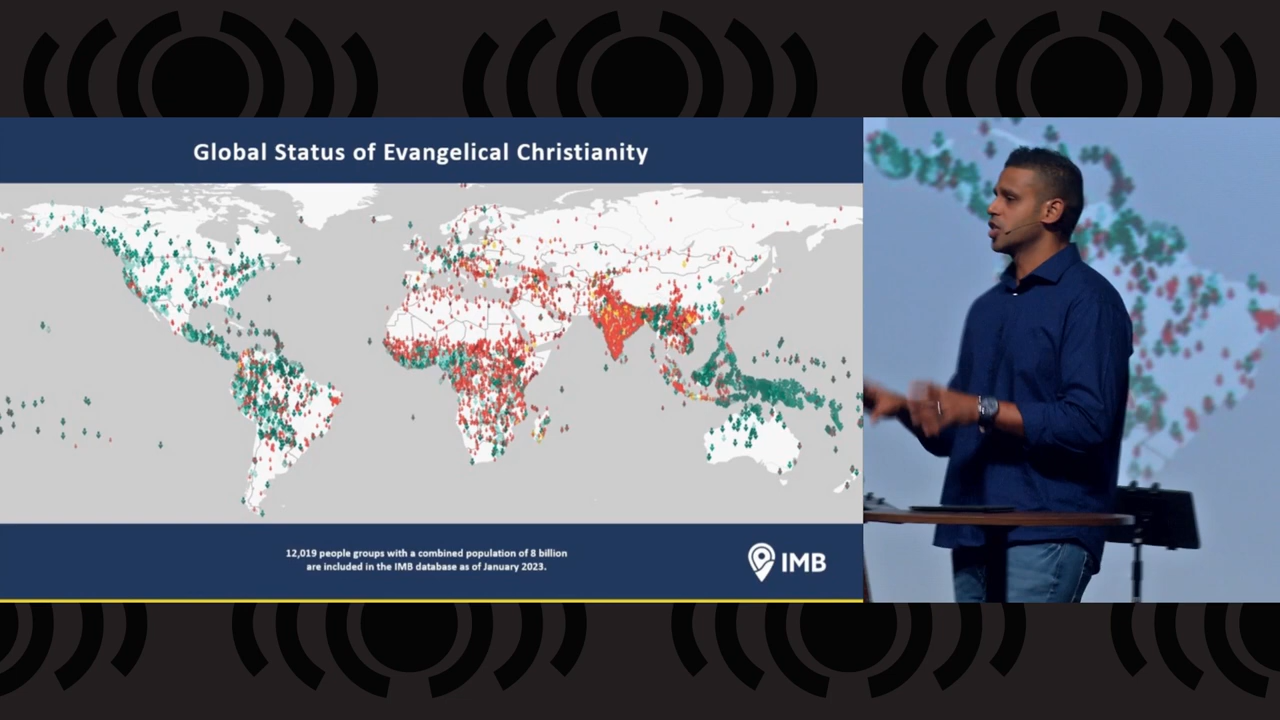 Global Status of Evangelical Christianity
12,019 people groups with a combined population of 8 billion
are included in the IMB database as of January 2023.
IMB